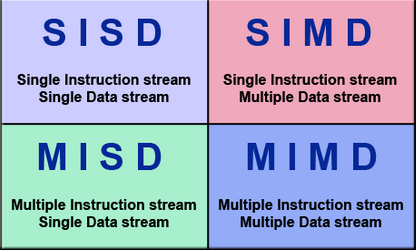 S I S D
Single Instruction stream
Single Data stream
S I M D
Single Instruction stream
Multiple Data stream
M I S D
Multiple Instruction stream
Single Data stream
M I M D
Multiple Instruction stream
Multiple Data stream